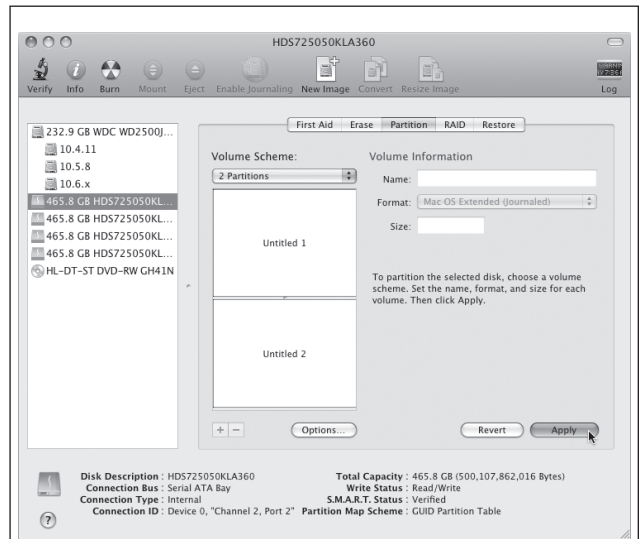 HDS725050KLA360
Verify Info Burn Mount Eject Enable Journaling New Image Convert Resize Image Log
232.9 GB WDC WD2500J...
10.4.11
10.5.8
10.6.x
465.8 GB HDS725050KL...
465.8 GB HDS725050KL...
465.8 GB HDS725050KL...
465.8 GB HDS725050KL...
HL-DT-ST DVD-RW GH41N
First Aid Erase Partition RAID Restore
Volume Scheme:
2 Partitions
Untitled 1
Untitled 2
+ −
Options...
Volume Information
Name:
Format: Mac OS Extended (Journaled)
Size:
To partition the selected disk, choose a volume
scheme. Set the name, format, and size for each
volume. Then click Apply.
Revert Apply
Disk Description : HDS725050KLA360
Connection Bus : Serial ATA Bay
Connection Type : Internal
Connection ID : Device 0, "Channel 2, Port 2"
Total Capacity : 465.8 GB (500,107,862,016 Bytes)
Write Status : Read/Write
S.M.A.R.T. Status : Verified
Partition Map Scheme : GUID Partition Table
?